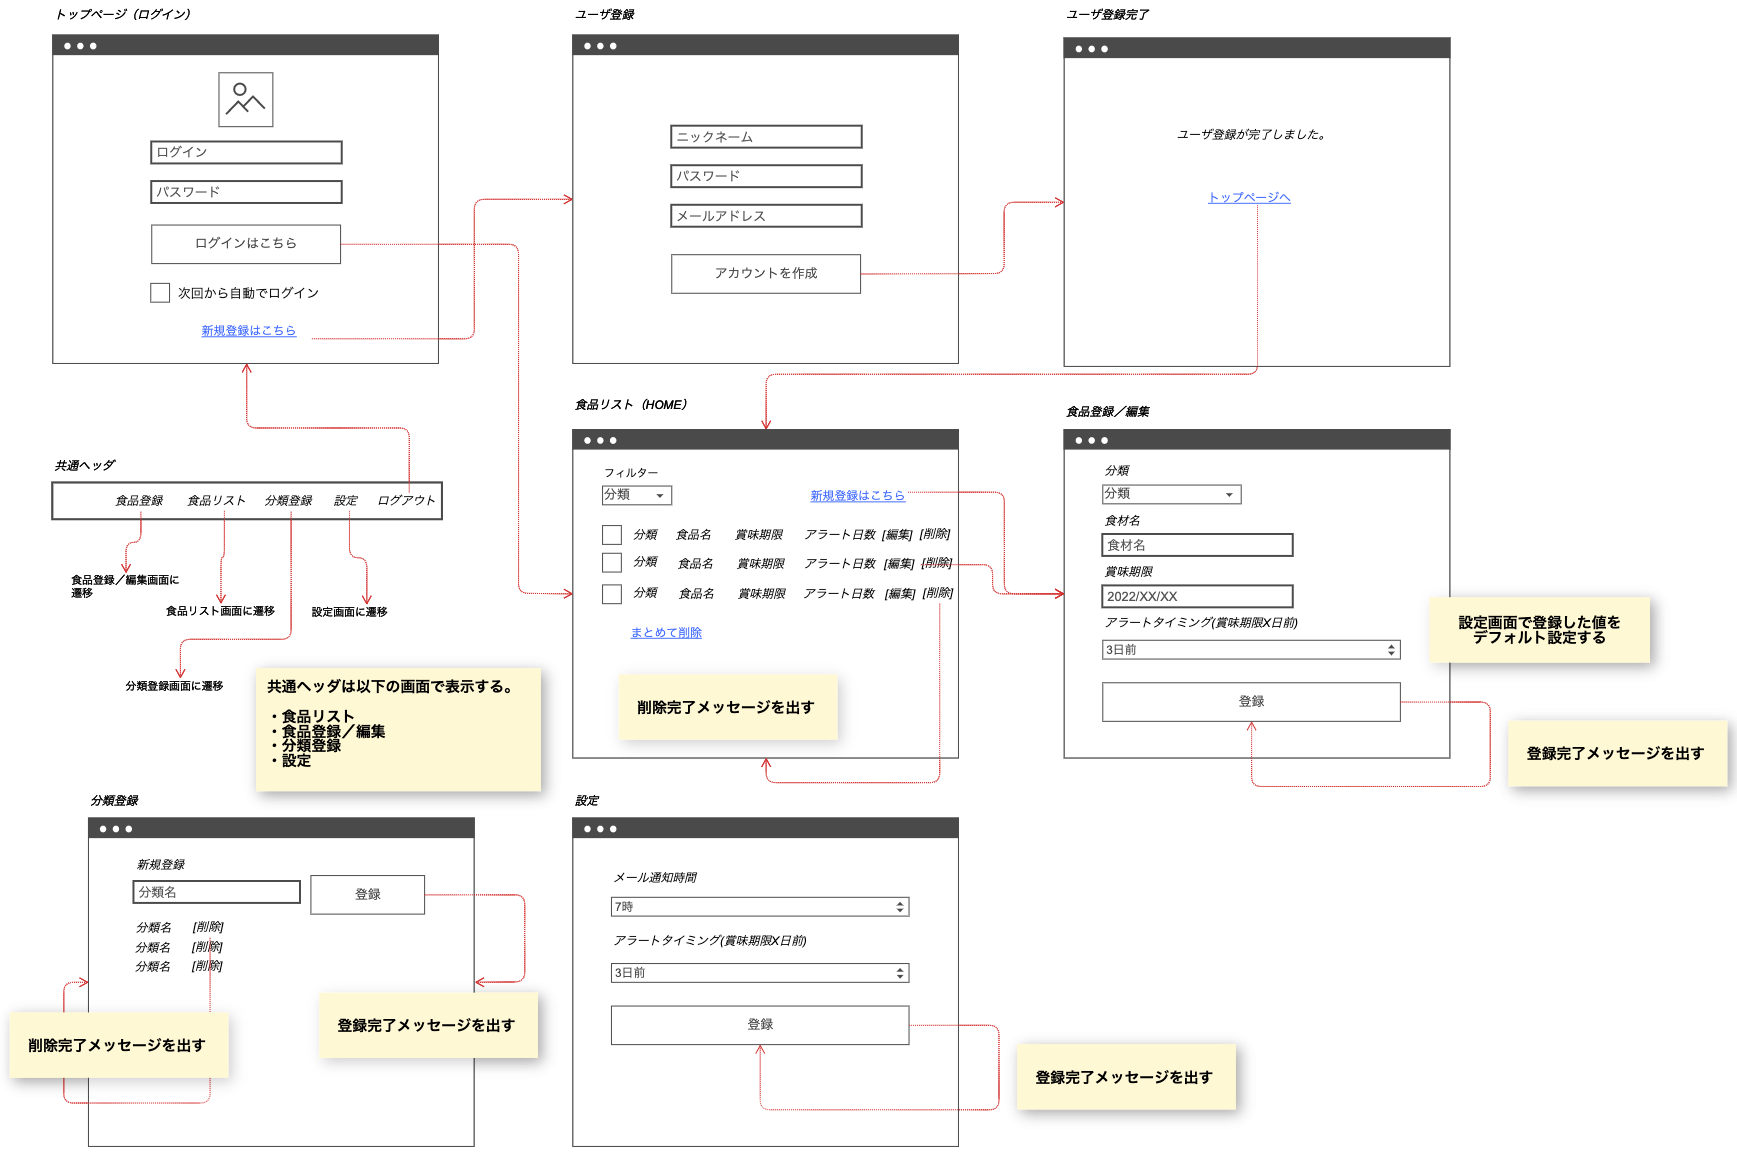 トップページ（ログイン）
ログイン
パスワード
ログインはこちら
次回から自動でログイン
新規登録はこちら
ユーザ登録
ニックネーム
パスワード
メールアドレス
アカウントを作成
ユーザ登録完了
ユーザ登録が完了しました。
トップページへ
共通ヘッダ
食品登録 食品リスト 分類登録 設定 ログアウト
食品登録／編集画面に
遷移
食品リスト画面に遷移
設定画面に遷移
分類登録画面に遷移
共通ヘッダは以下の画面で表示する。
・食品リスト
・食品登録／編集
・分類登録
・設定
食品リスト（HOME）
フィルター
分類
新規登録はこちら
分類 食品名 賞味期限 アラート日数 [編集] [削除]
分類 食品名 賞味期限 アラート日数 [編集] [削除]
分類 食品名 賞味期限 アラート日数 [編集] [削除]
まとめて削除
削除完了メッセージを出す
食品登録／編集
分類
分類
食材名
食材名
賞味期限
2022/XX/XX
アラートタイミング(賞味期限X日前)
3日前
登録
設定画面で登録した値を
デフォルト設定する
登録完了メッセージを出す
分類登録
新規登録
分類名
登録
分類名 [削除]
分類名 [削除]
分類名 [削除]
登録完了メッセージを出す
削除完了メッセージを出す
設定
メール通知時間
7時
アラートタイミング(賞味期限X日前)
3日前
登録
登録完了メッセージを出す